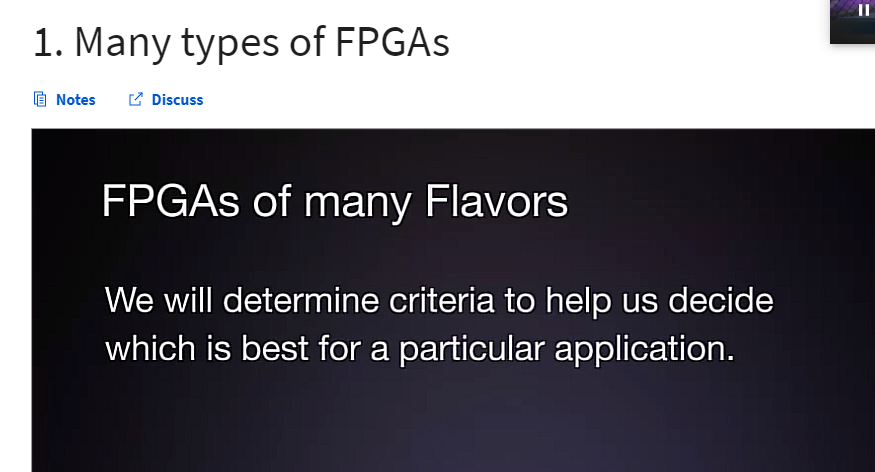 1. Many types of FPGAs
Notes
Discuss
FPGAs of many Flavors
We will determine criteria to help us decide
which is best for a particular application.